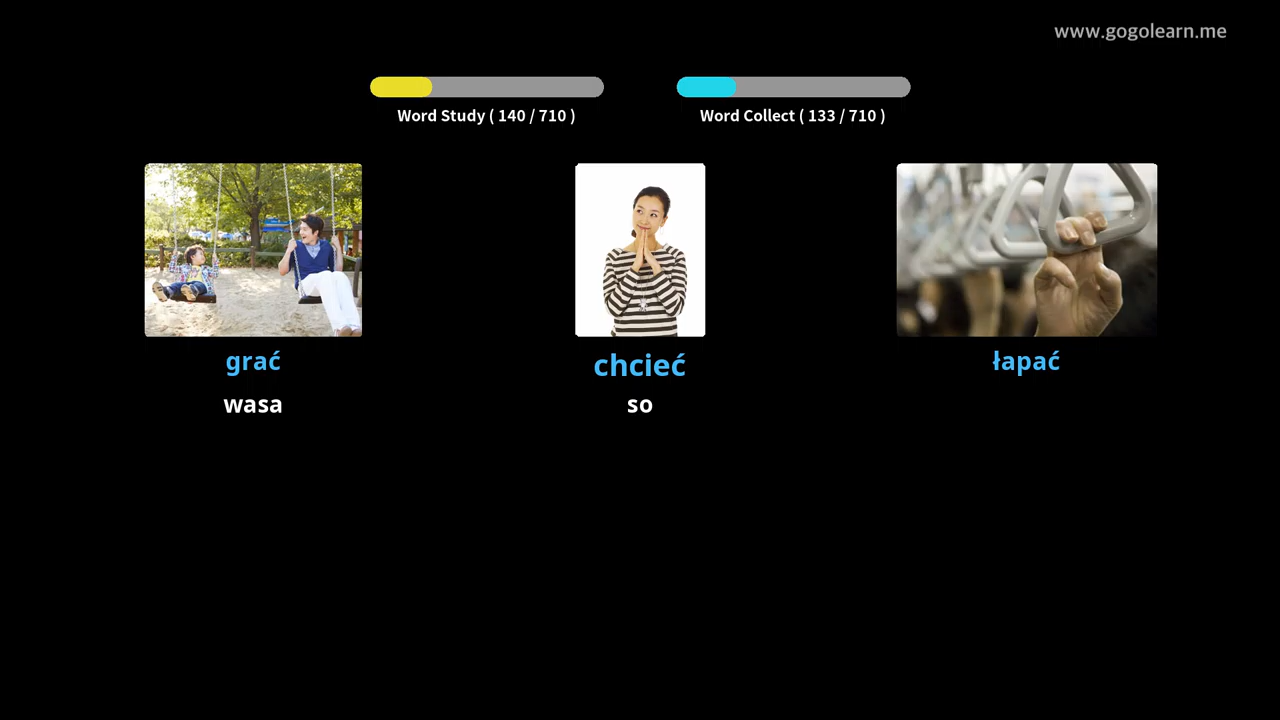 www.gogolearn.me
Word Study ( 140 / 710 )
Word Collect ( 133 / 710 )
grać
chcieć
łapać
wasa
so